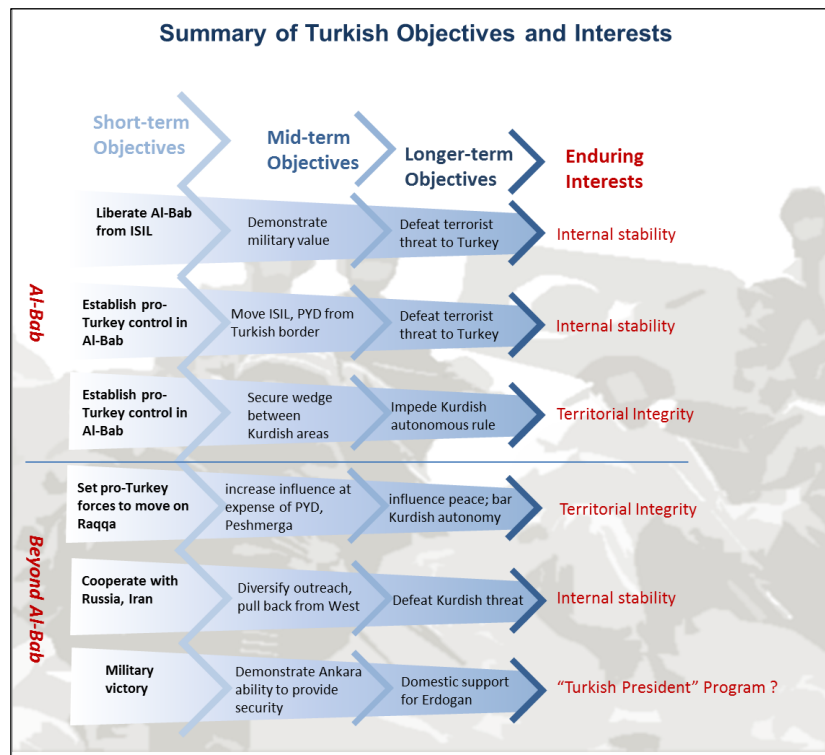 Summary of Turkish Objectives and Interests
Short-term
Objectives
Mid-term
Objectives
Longer-term
Objectives
Enduring
Interests
Al-Bab
Liberate Al-Bab
from ISIL
Demonstrate
military value
Defeat terrorist
threat to Turkey
Internal stability
Establish pro-
Turkey control in
Al-Bab
Move ISIL, PYD from
Turkish border
Defeat terrorist
threat to Turkey
Internal stability
Establish pro-
Turkey control in
Al-Bab
Secure wedge
between
Kurdish areas
Impede Kurdish
autonomous rule
Territorial Integrity
Beyond Al-Bab
Set pro-Turkey
forces to move on
Raqqa
increase influence at
expense of PYD,
Peshmerga
influence peace; bar
Kurdish autonomy
Territorial Integrity
Cooperate with
Russia, Iran
Diversify outreach,
pull back from West
Defeat Kurdish threat
Internal stability
Military
victory
Demonstrate Ankara
ability to provide
security
Domestic support
for Erdogan
“Turkish President” Program ?